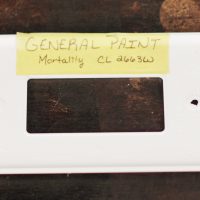 GENERAL PAINT
Mortality CL 2663W